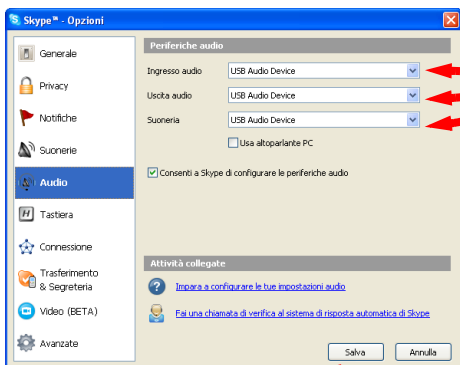 Skype™ - Opzioni
Generale
Privacy
Notifiche
Suonerie
Audio
Tastiera
Connessione
Trasferimento
& Segreteria
Video (BETA)
Avanzate
Periferiche audio
Ingresso audio USB Audio Device
Uscita audio USB Audio Device
Suoneria USB Audio Device
Usa altoparlante PC
Consenti a Skype di configurare le periferiche audio
Attività collegate
Impara a configurare le tue impostazioni audio
Fai una chiamata di verifica al sistema di risposta automatica di Skype
Salva Annulla